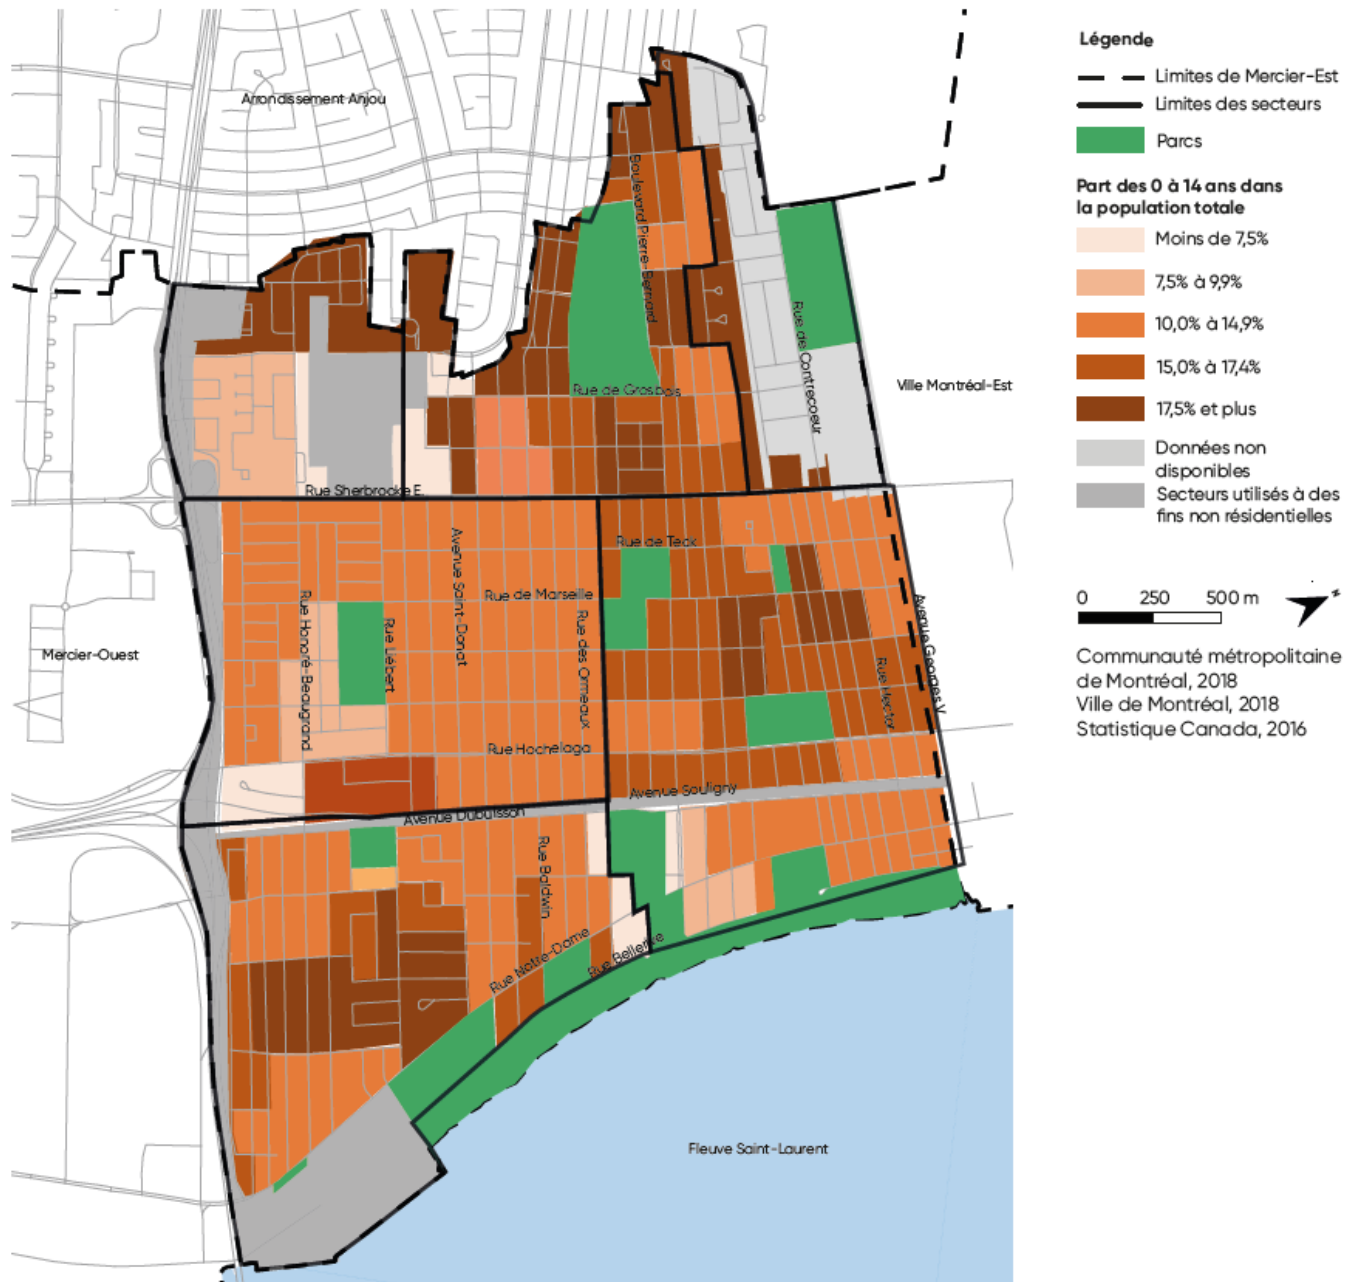 Légende
Limites de Mercier-Est
Limites des secteurs
Parcs
Part des 0 à 14 ans dans
la population totale
Moins de 7,5%
7,5% à 9,9%
10,0% à 14,9%
15,0% à 17,4%
17,5% et plus
Données non
disponibles
Secteurs utilisés à des
fins non résidentielles
0 250 500 m
N
Communauté métropolitaine
de Montréal, 2018
Ville de Montréal, 2018
Statistique Canada, 2016
Arrondissement Anjou
Boulevard Pierre-Bernard
Rue de Contrecoeur
Ville Montréal-Est
Rue de Grosbois
Rue Sherbrooke E.
Rue de Teck
Avenue Saint-Donat
Rue de Marseille
Rue Honoré-Beaugrand
Rue Liébert
Rue des Ormeaux
Avenue Georges V
Mercier-Ouest
Rue Hector
Rue Hochelaga
Avenue Souligny
Avenue Dubuisson
Rue Baldwin
Rue Notre-Dame
Rue Bellerive
Fleuve Saint-Laurent